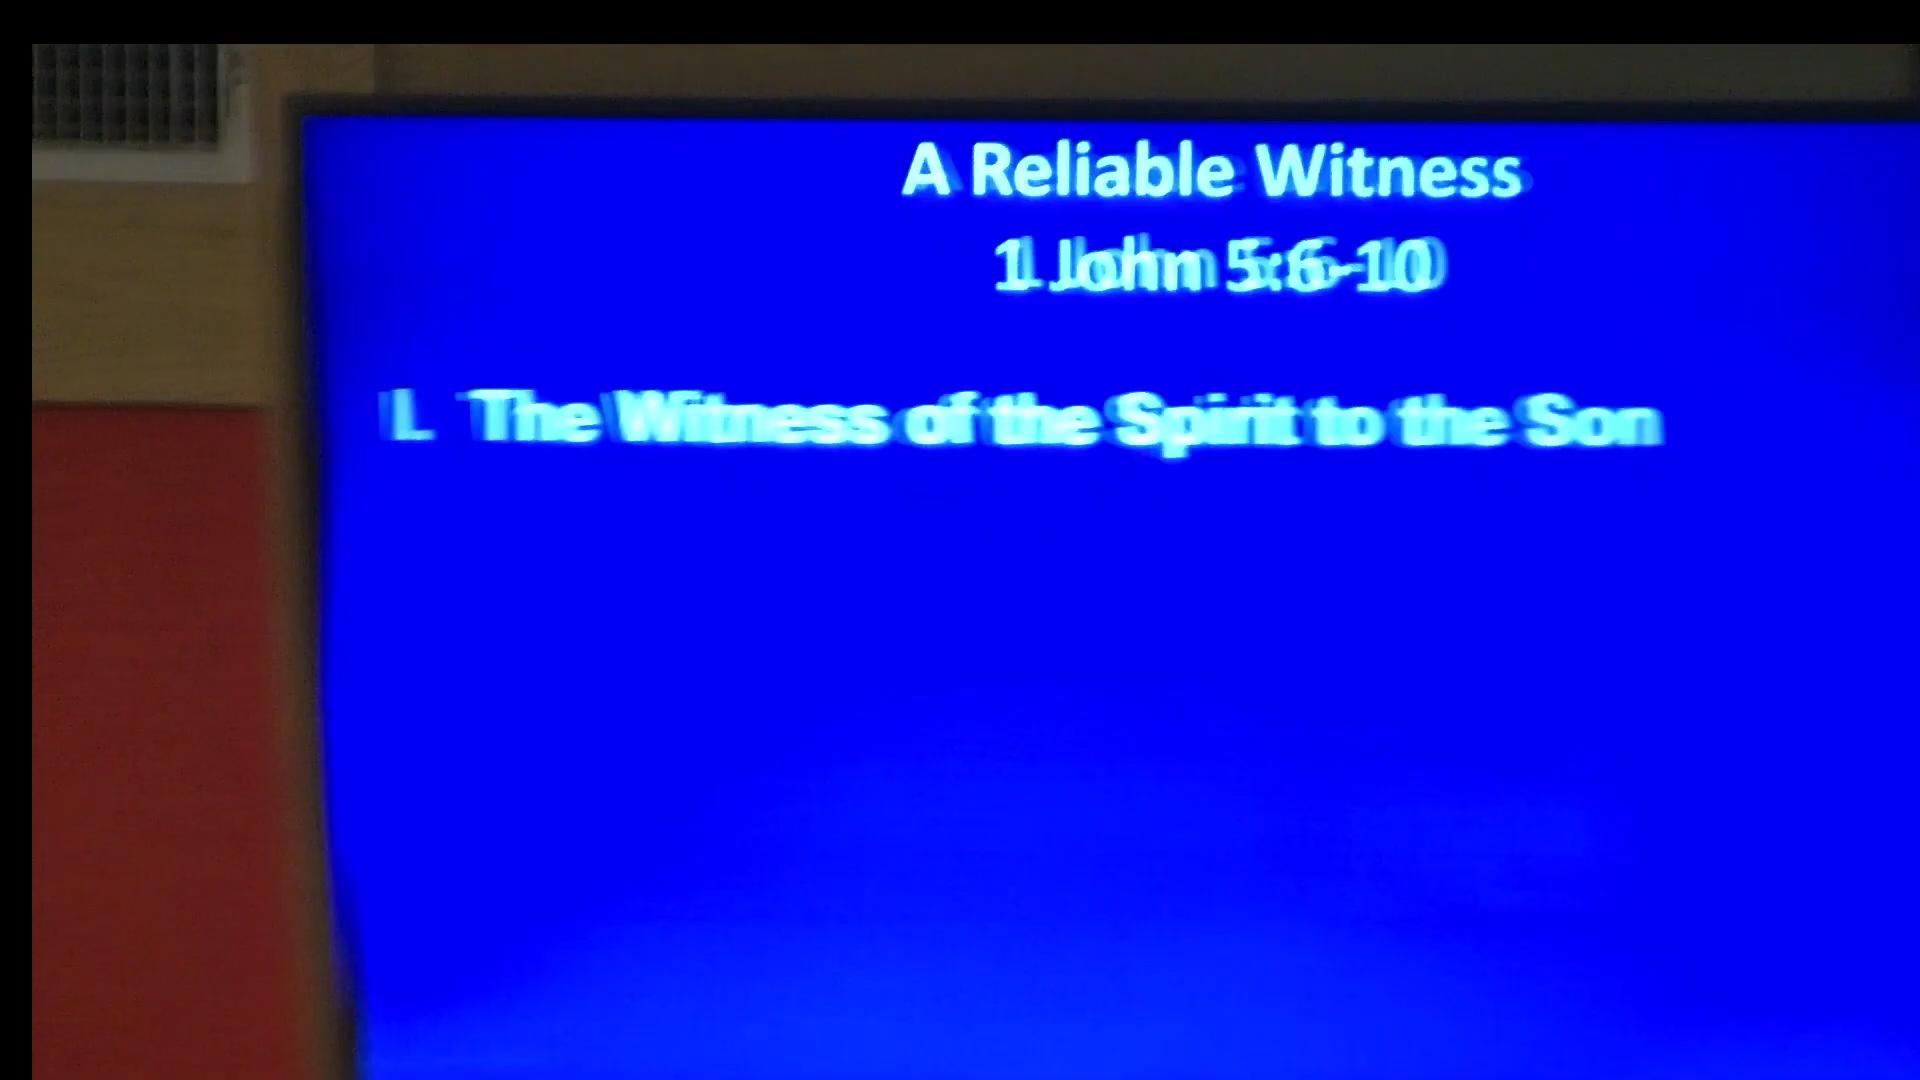 A Reliable Witness
1 John 5:6-10
I. The Witness of the Spirit to the Son